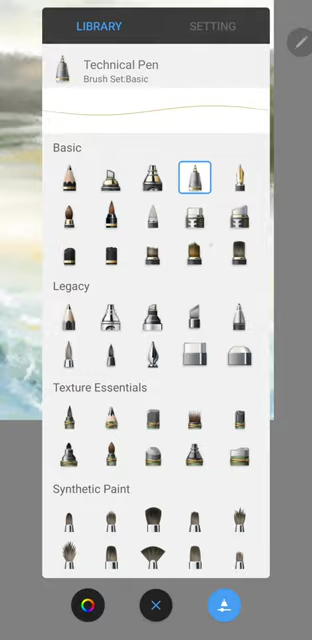 LIBRARY
SETTING
Technical Pen
Brush Set:Basic
Basic
Legacy
Texture Essentials
Synthetic Paint